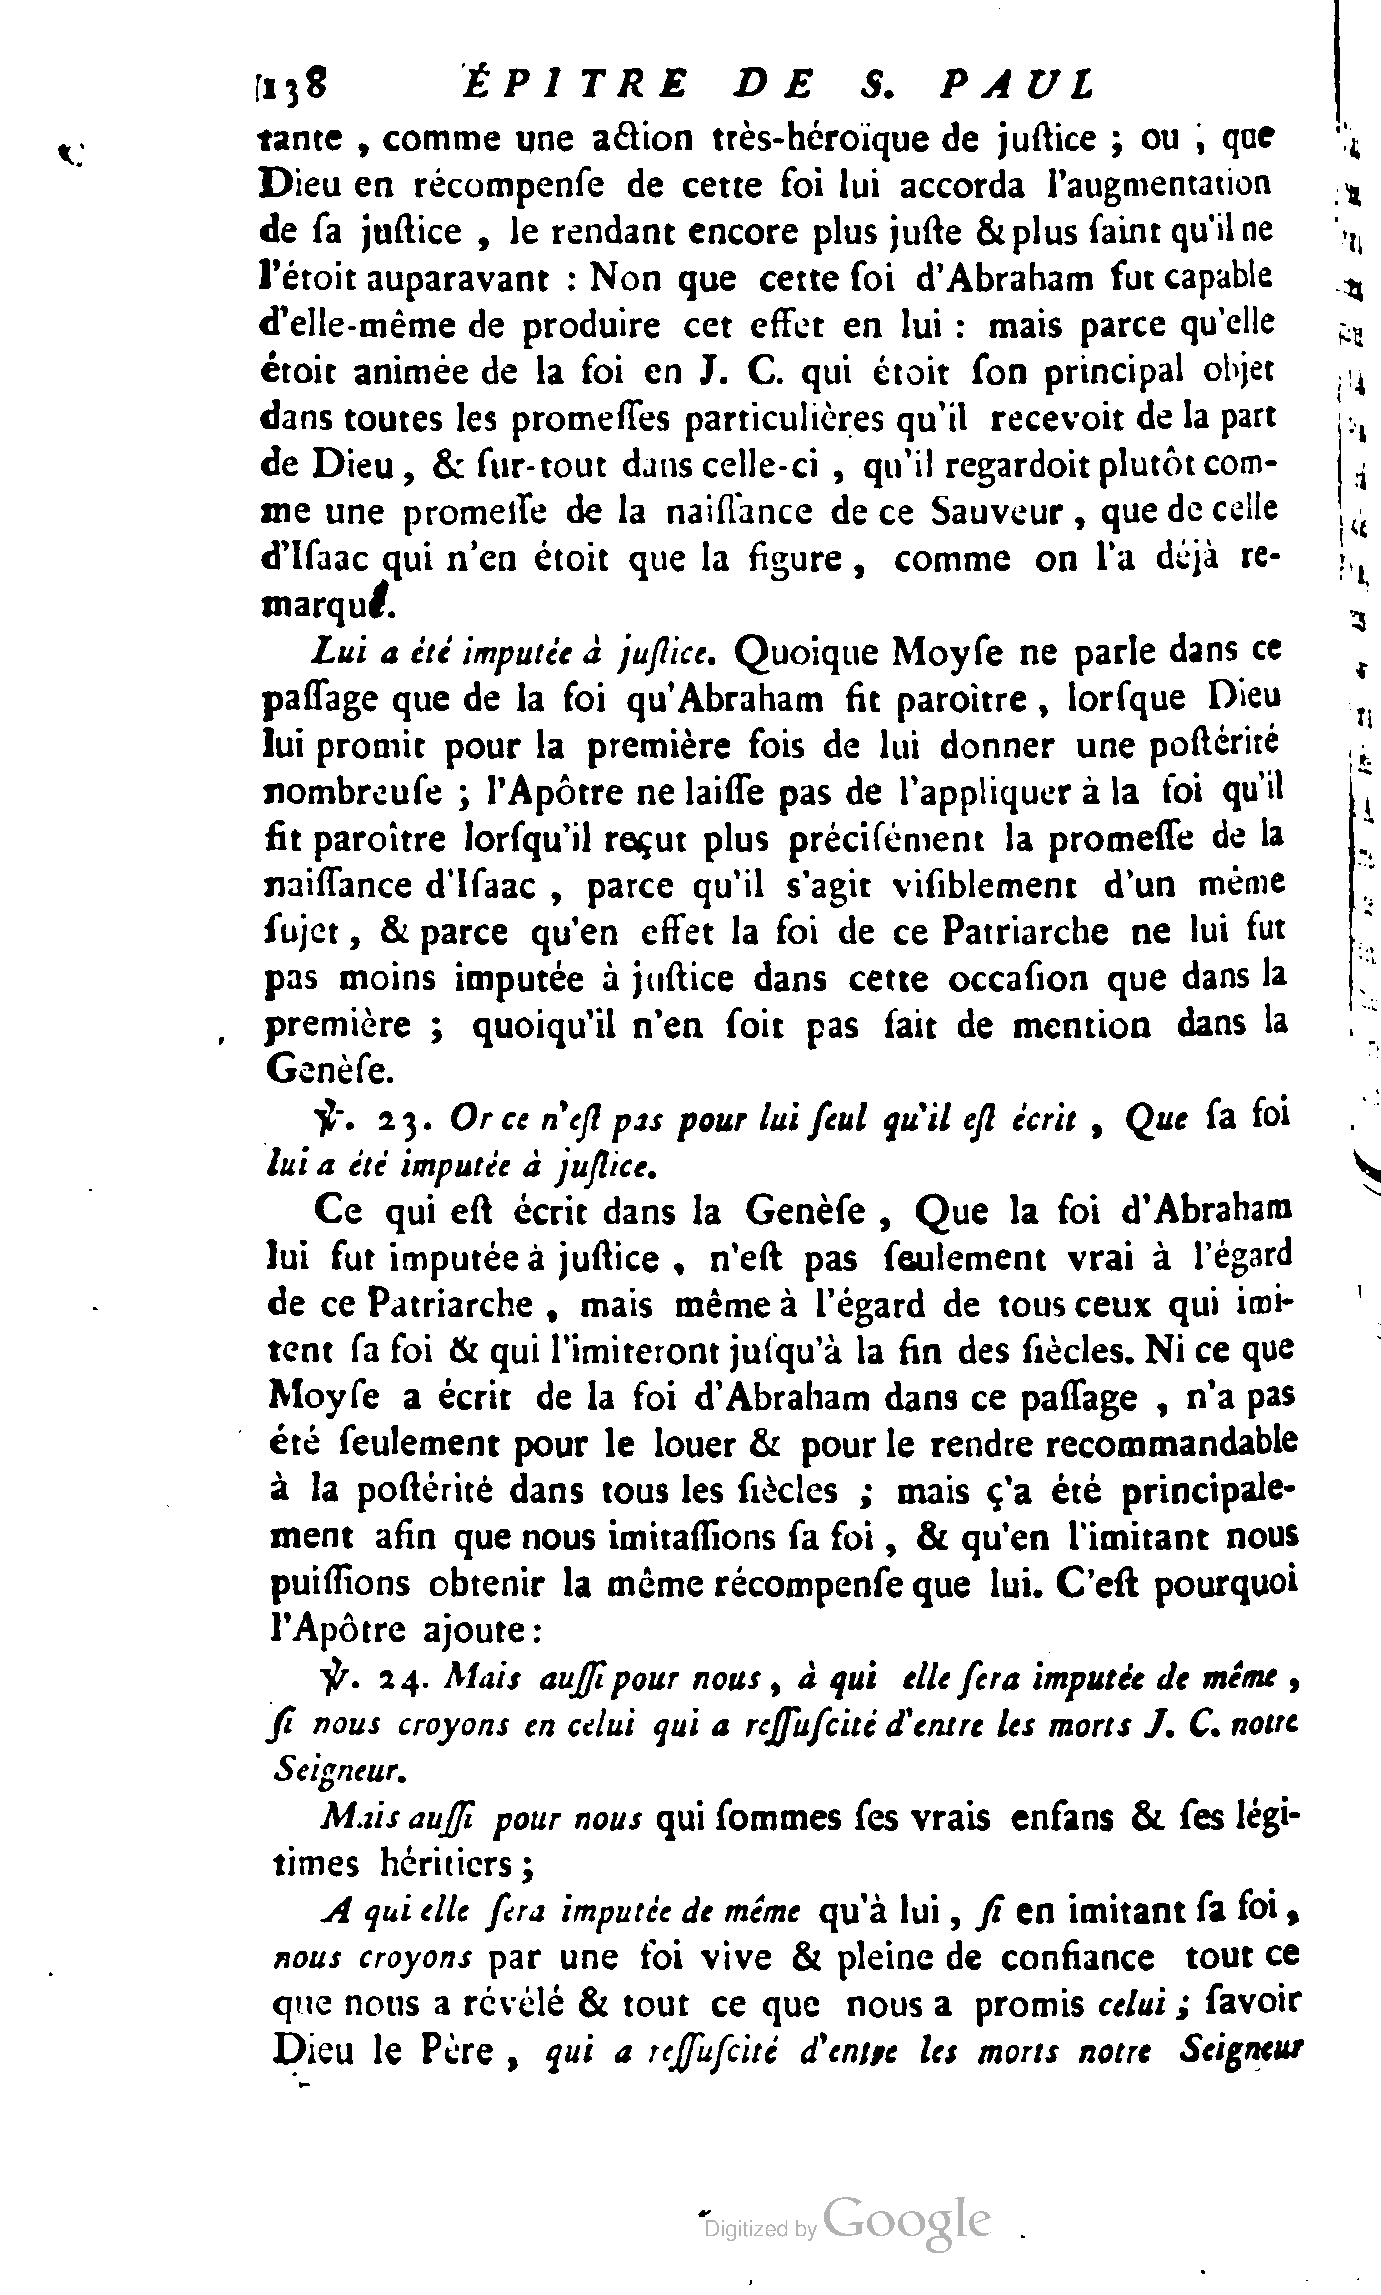 138 ÉPITRE DE S. PAUL
tante , comme une action très-héroïque de juſtice ; ou , que
Dieu en récompenſe de cette foi lui accorda l'augmentation
de ſa juſtice , le rendant encore plus juſte & plus ſaint qu'il ne
l'étoit auparavant : Non que cette foi d'Abraham fut capable
d'elle-même de produire cet effet en lui : mais parce qu'elle
étoit animée de la foi en J. C. qui étoit ſon principal objet
dans toutes les promeſſes particulières qu'il recevoit de la part
de Dieu , & ſur-tout dans celle-ci , qu'il regardoit plutôt com-
me une promeſſe de la naiſſance de ce Sauveur , que de celle
d'Iſaac qui n'en étoit que la figure , comme on l'a déjà re-
marqué.
Lui a été imputée à juſtice. Quoique Moyſe ne parle dans ce
paſſage que de la foi qu'Abraham fit paroître , lorſque Dieu
lui promit pour la première fois de lui donner une poſtérité
nombreuſe ; l'Apôtre ne laiſſe pas de l'appliquer à la foi qu'il
fit paroître lorſqu'il reçut plus préciſément la promeſſe de la
naiſſance d'Iſaac , parce qu'il s'agit viſiblement d'un même
ſujet , & parce qu'en effet la foi de ce Patriarche ne lui fut
pas moins imputée à juſtice dans cette occaſion que dans la
première ; quoiqu'il n'en ſoit pas fait de mention dans la
Genèſe.
℣. 23. Or ce n'eſt pas pour lui ſeul qu'il eſt écrit , Que ſa foi
lui a été imputée à juſtice.
Ce qui eſt écrit dans la Genèſe , Que la foi d'Abraham
lui fut imputée à juſtice , n'eſt pas ſeulement vrai à l'égard
de ce Patriarche , mais même à l'égard de tous ceux qui imi-
tent ſa foi & qui l'imiteront juſqu'à la fin des ſiècles. Ni ce que
Moyſe a écrit de la foi d'Abraham dans ce paſſage , n'a pas
été ſeulement pour le louer & pour le rendre recommandable
à la poſtérité dans tous les ſiècles ; mais ç'a été principale-
ment afin que nous imitaſſions ſa foi , & qu'en l'imitant nous
puiſſions obtenir la même récompenſe que lui. C'eſt pourquoi
l'Apôtre ajoute :
℣. 24. Mais auſſi pour nous , à qui elle ſera imputée de même ,
ſi nous croyons en celui qui a reſſuſcité d'entre les morts J. C. notre
Seigneur.
Mais auſſi pour nous qui ſommes ſes vrais enfans & ſes légi-
times héritiers ;
A qui elle ſera imputée de même qu'à lui , ſi en imitant ſa foi ,
nous croyons par une foi vive & pleine de confiance tout ce
que nous a révélé & tout ce que nous a promis celui ; ſavoir
Dieu le Père , qui a reſſuſcité d'entre les morts notre Seigneur
Digitized by Google